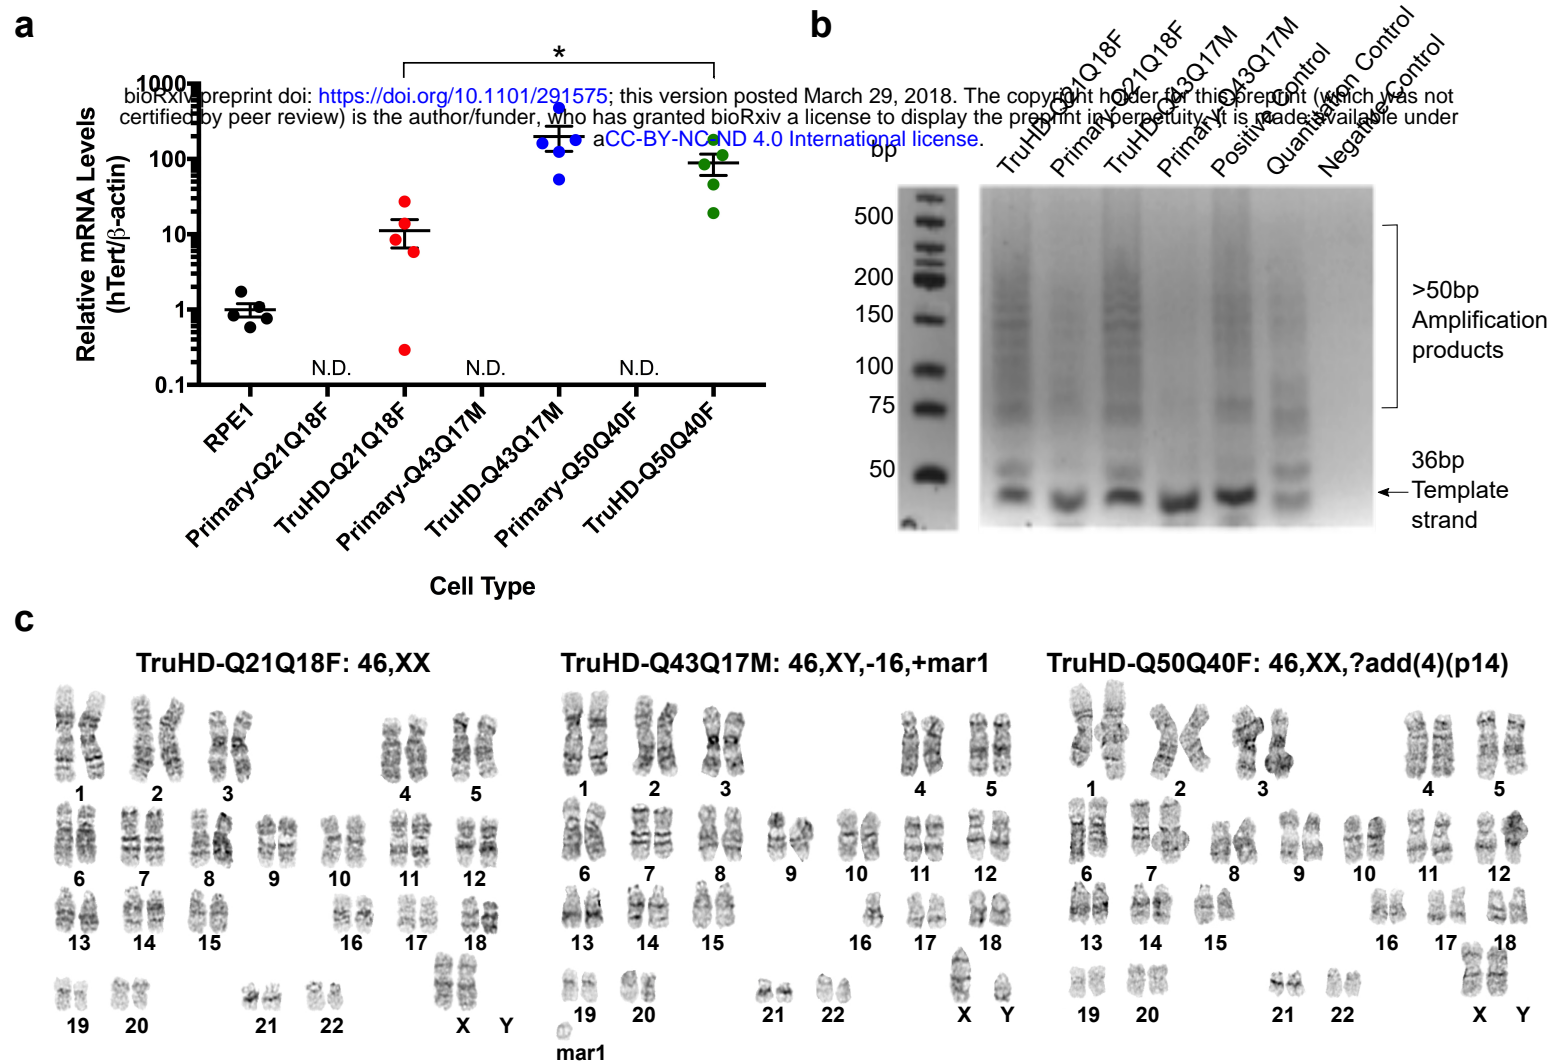 a
b
*
bioRxiv preprint doi: https://doi.org/10.1101/291575; this version posted March 29, 2018. The copyright holder for this preprint (which was not
certified by peer review) is the author/funder, who has granted bioRxiv a license to display the preprint in perpetuity. It is made available under
aCC-BY-NC-ND 4.0 International license.
Relative mRNA Levels
(hTert/β-actin)
1000
100
10
1
0.1
N.D.
N.D.
N.D.
RPE1
Primary-Q21Q18F
TruHD-Q21Q18F
Primary-Q43Q17M
TruHD-Q43Q17M
Primary-Q50Q40F
TruHD-Q50Q40F
Cell Type
bp
TruHD-Q21Q18F
Primary-Q21Q18F
TruHD-Q43Q17M
Primary-Q43Q17M
Positive Control
Quantitation Control
Negative Control
500
200
150
100
75
50
>50bp
Amplification
products
36bp
Template
strand
c
TruHD-Q21Q18F: 46,XX
1 2 3 4 5
6 7 8 9 10 11 12
13 14 15 16 17 18
19 20 21 22 X Y
TruHD-Q43Q17M: 46,XY,-16,+mar1
1 2 3 4 5
6 7 8 9 10 11 12
13 14 15 16 17 18
19 20 21 22 X Y
mar1
TruHD-Q50Q40F: 46,XX,?add(4)(p14)
1 2 3 4 5
6 7 8 9 10 11 12
13 14 15 16 17 18
19 20 21 22 X Y